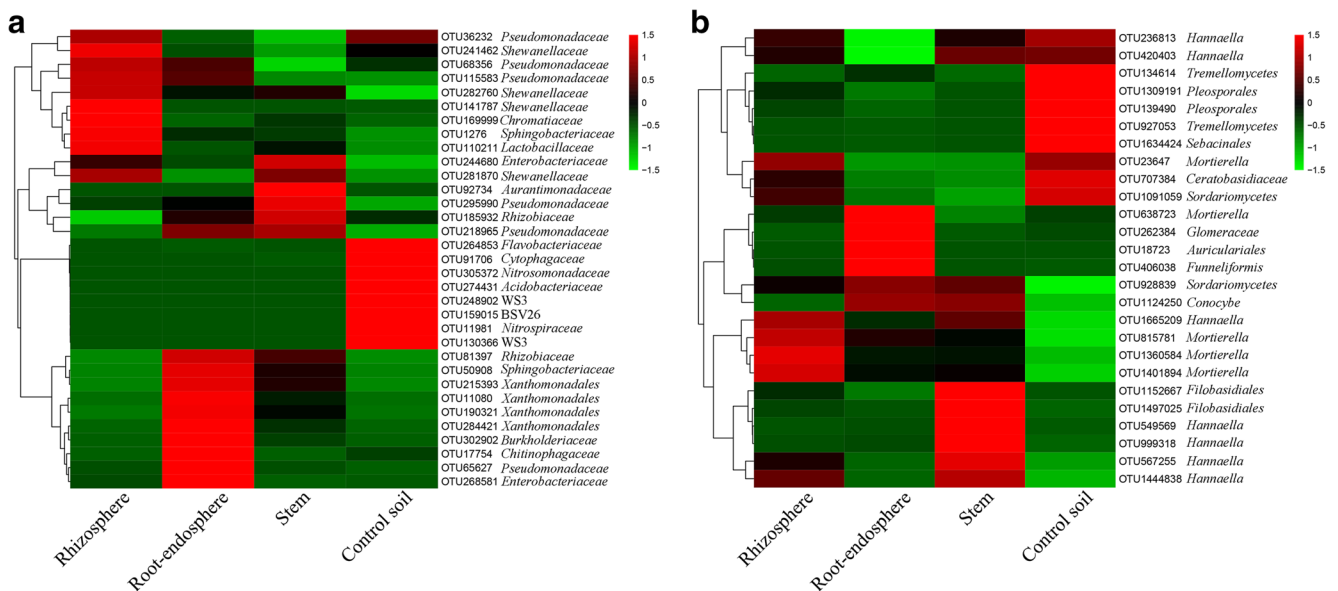 a
OTU36232 Pseudomonadaceae
OTU241462 Shewanellaceae
OTU68356 Pseudomonadaceae
OTU115583 Pseudomonadaceae
OTU282760 Shewanellaceae
OTU141787 Shewanellaceae
OTU169999 Chromatiaceae
OTU1276 Sphingobacteriaceae
OTU110211 Lactobacillaceae
OTU244680 Enterobacteriaceae
OTU281870 Shewanellaceae
OTU92734 Aurantimonadaceae
OTU295990 Pseudomonadaceae
OTU185932 Rhizobiaceae
OTU218965 Pseudomonadaceae
OTU264853 Flavobacteriaceae
OTU91706 Cytophagaceae
OTU305372 Nitrosomonadaceae
OTU274431 Acidobacteriaceae
OTU248902 WS3
OTU159015 BSV26
OTU11981 Nitrospiraceae
OTU130366 WS3
OTU81397 Rhizobiaceae
OTU50908 Sphingobacteriaceae
OTU215393 Xanthomonadales
OTU11080 Xanthomonadales
OTU190321 Xanthomonadales
OTU284421 Xanthomonadales
OTU302902 Burkholderiaceae
OTU17754 Chitinophagaceae
OTU65627 Pseudomonadaceae
OTU268581 Enterobacteriaceae
1.5
1
0.5
0
−0.5
−1
−1.5
Rhizosphere
Root-endosphere
Stem
Control soil
b
OTU236813 Hannaella
OTU420403 Hannaella
OTU134614 Tremellomycetes
OTU1309191 Pleosporales
OTU139490 Pleosporales
OTU927053 Tremellomycetes
OTU1634424 Sebacinales
OTU23647 Mortierella
OTU707384 Ceratobasidiaceae
OTU1091059 Sordariomycetes
OTU638723 Mortierella
OTU262384 Glomeraceae
OTU18723 Auriculariales
OTU406038 Funneliformis
OTU928839 Sordariomycetes
OTU1124250 Conocybe
OTU1665209 Hannaella
OTU815781 Mortierella
OTU1360584 Mortierella
OTU1401894 Mortierella
OTU1152667 Filobasidiales
OTU1497025 Filobasidiales
OTU549569 Hannaella
OTU999318 Hannaella
OTU567255 Hannaella
OTU1444838 Hannaella
1.5
1
0.5
0
−0.5
−1
−1.5
Rhizosphere
Root-endosphere
Stem
Control soil